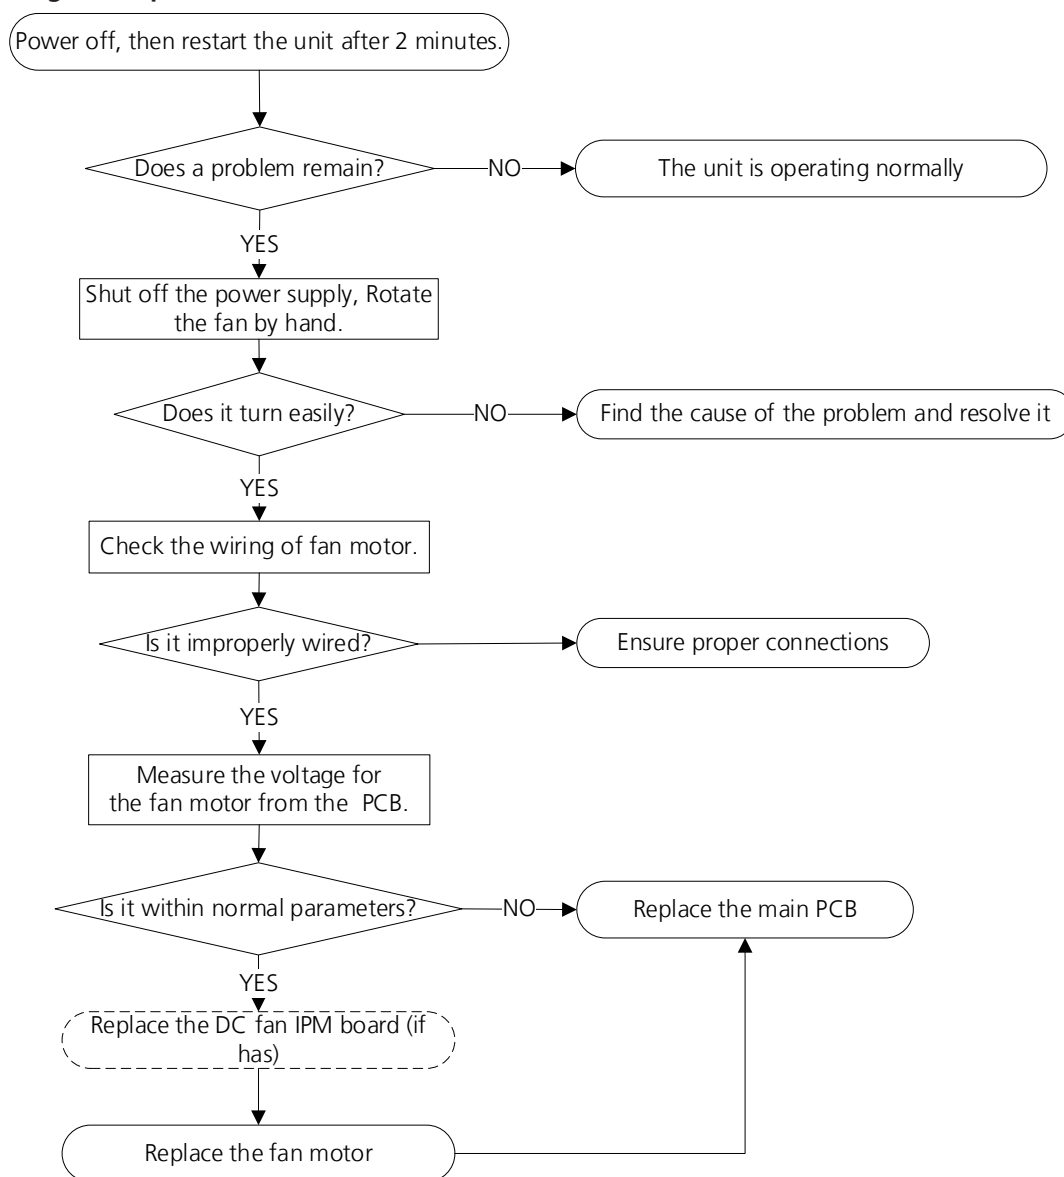 Power off, then restart the unit after 2 minutes.
Does a problem remain?
NO
The unit is operating normally
YES
Shut off the power supply, Rotate
the fan by hand.
Does it turn easily?
NO
Find the cause of the problem and resolve it
YES
Check the wiring of fan motor.
Is it improperly wired?
Ensure proper connections
YES
Measure the voltage for
the fan motor from the PCB.
Is it within normal parameters?
NO
Replace the main PCB
YES
Replace the DC fan IPM board (if
has)
Replace the fan motor